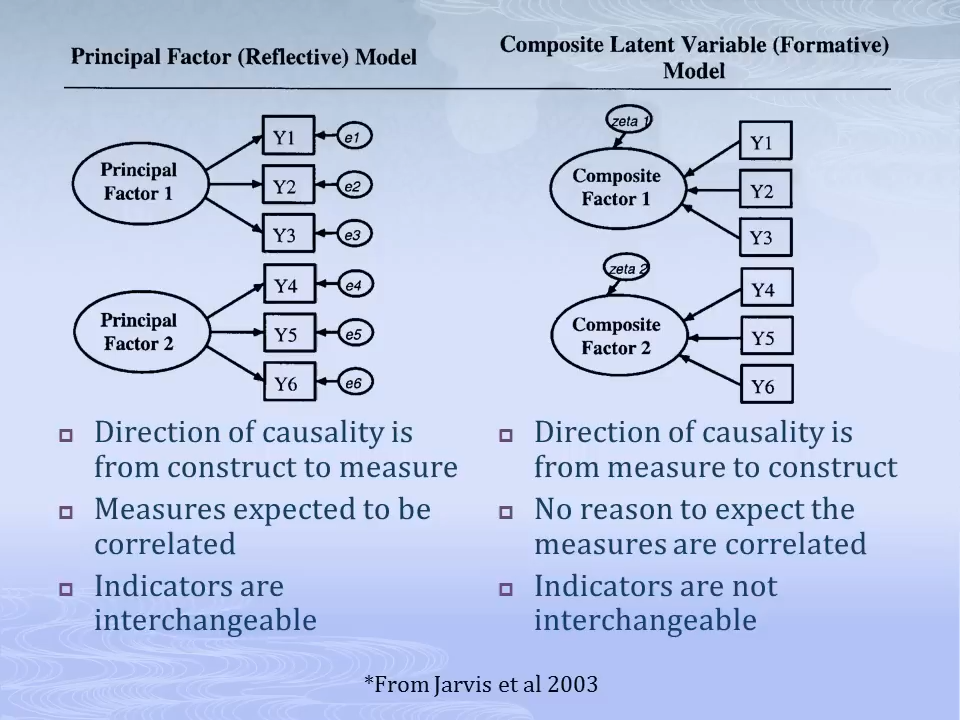 Principal Factor (Reflective) Model
Y1
e1
Principal
Factor 1
Y2
e2
Y3
e3
Y4
e4
Principal
Factor 2
Y5
e5
Y6
e6
Direction of causality is
from construct to measure
Measures expected to be
correlated
Indicators are
interchangeable
Composite Latent Variable (Formative)
Model
zeta 1
Y1
Composite
Factor 1
Y2
Y3
zeta 2
Y4
Composite
Factor 2
Y5
Y6
Direction of causality is
from measure to construct
No reason to expect the
measures are correlated
Indicators are not
interchangeable
*From Jarvis et al 2003